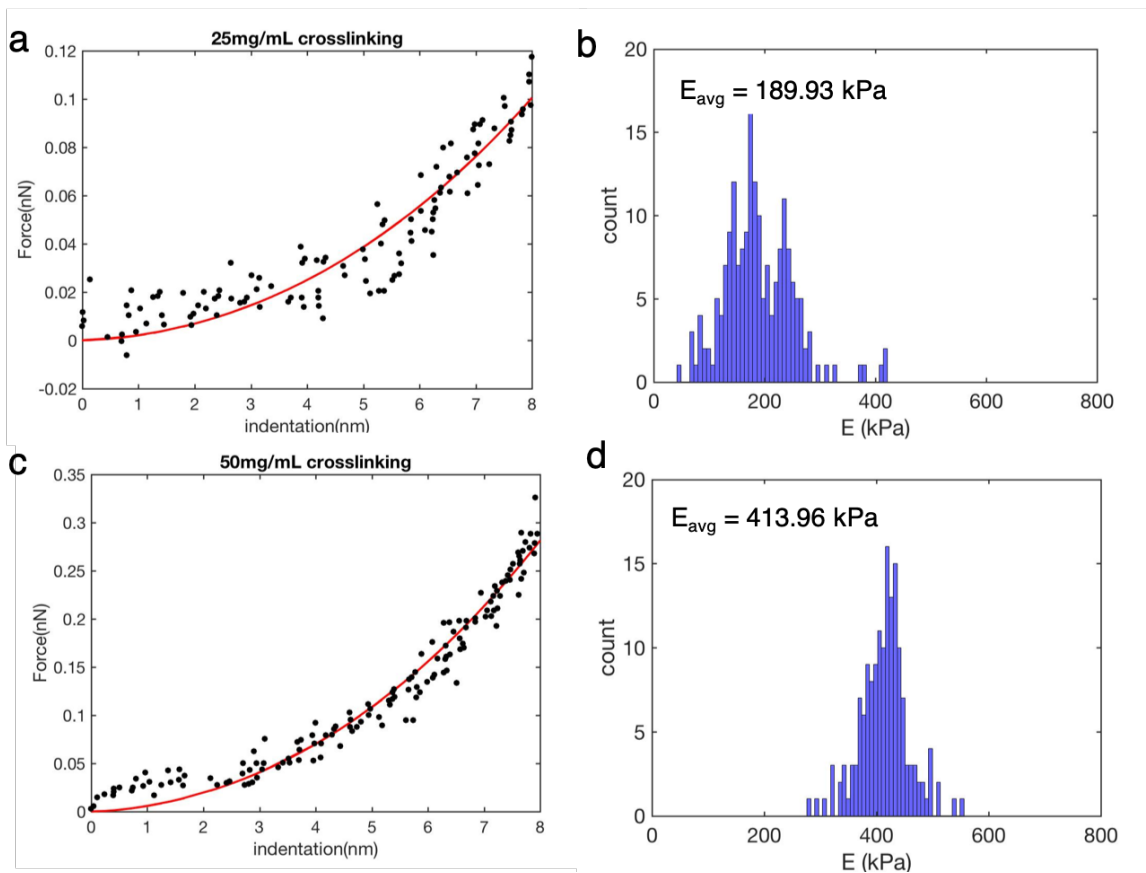 a
25mg/mL crosslinking
0.12
0.1
0.08
0.06
0.04
0.02
0
-0.02
Force(nN)
0 1 2 3 4 5 6 7 8
indentation(nm)
b
E_avg = 189.93 kPa
20
15
10
5
0
count
0 200 400 600 800
E (kPa)
c
50mg/mL crosslinking
0.35
0.3
0.25
0.2
0.15
0.1
0.05
0
Force(nN)
0 1 2 3 4 5 6 7 8
indentation(nm)
d
E_avg = 413.96 kPa
20
15
10
5
0
count
0 200 400 600 800
E (kPa)